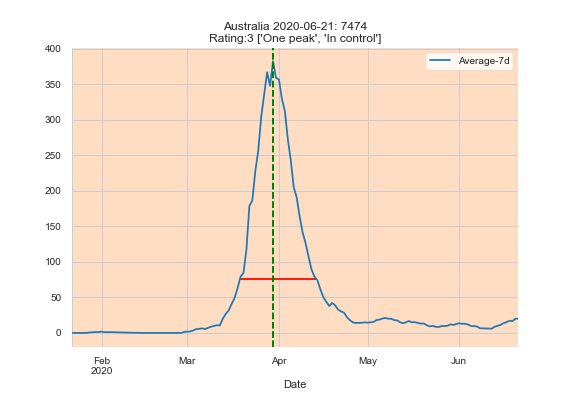 Australia 2020-06-21: 7474
Rating:3 ['One peak', 'In control']
Average-7d
400
350
300
250
200
150
100
50
0
Feb
2020
Mar
Apr
May
Jun
Date